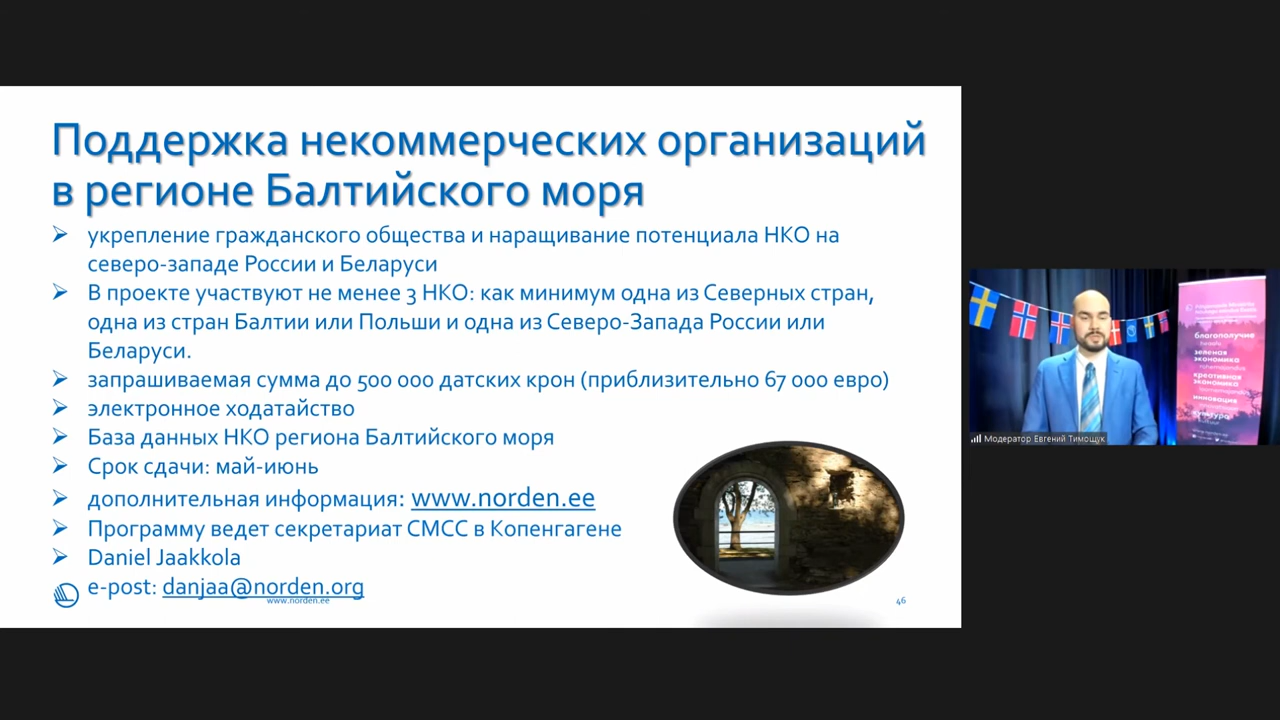 Поддержка некоммерческих организаций
в регионе Балтийского моря
укрепление гражданского общества и наращивание потенциала НКО на
северо-западе России и Беларуси
В проекте участвуют не менее 3 НКО: как минимум одна из Северных стран,
одна из стран Балтии или Польши и одна из Северо-Запада России или
Беларуси.
запрашиваемая сумма до 500 000 датских крон (приблизительно 67 000 евро)
электронное ходатайство
База данных НКО региона Балтийского моря
Срок сдачи: май-июнь
дополнительная информация: www.norden.ee
Программу ведет секретариат СМСС в Копенгагене
Daniel Jaakkola
e-post: danjaa@norden.org
www.norden.ee
46
благополучие
зеленая
экономика
креативная
экономика
инновация
культура
Модератор Евгений Тимощук